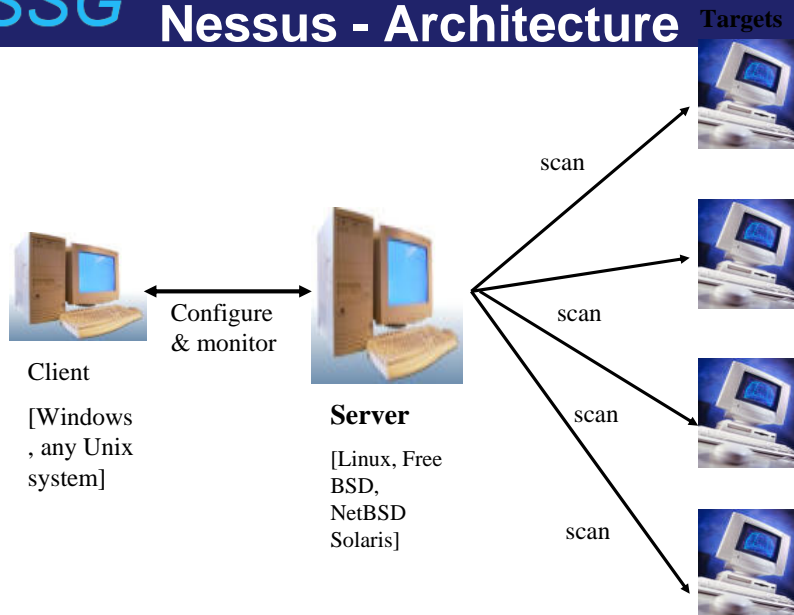 SSG
Nessus - Architecture
Targets
scan
scan
scan
scan
Configure
& monitor
Client
[Windows
, any Unix
system]
Server
[Linux, Free
BSD,
NetBSD
Solaris]